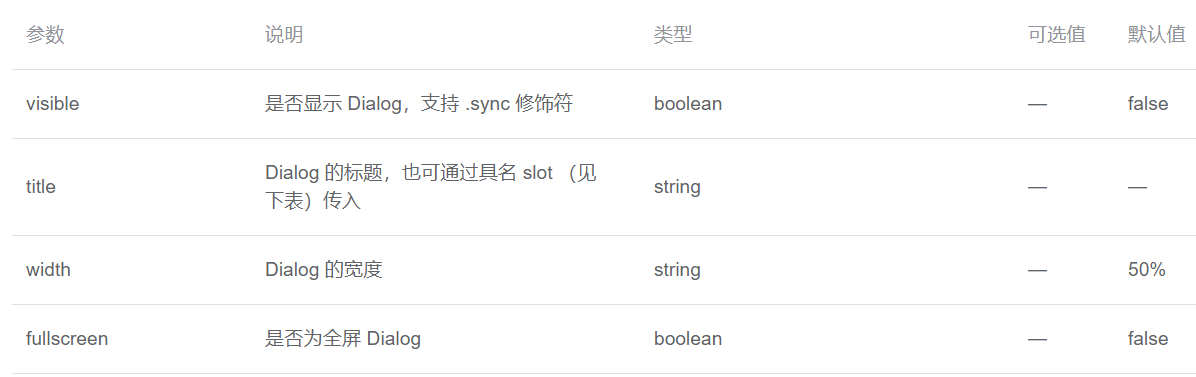 参数 说明 类型 可选值 默认值
visible 是否显示 Dialog，支持 .sync 修饰符 boolean — false
title Dialog 的标题，也可通过具名 slot （见 string — —
下表）传入
width Dialog 的宽度 string — 50%
fullscreen 是否为全屏 Dialog boolean — false